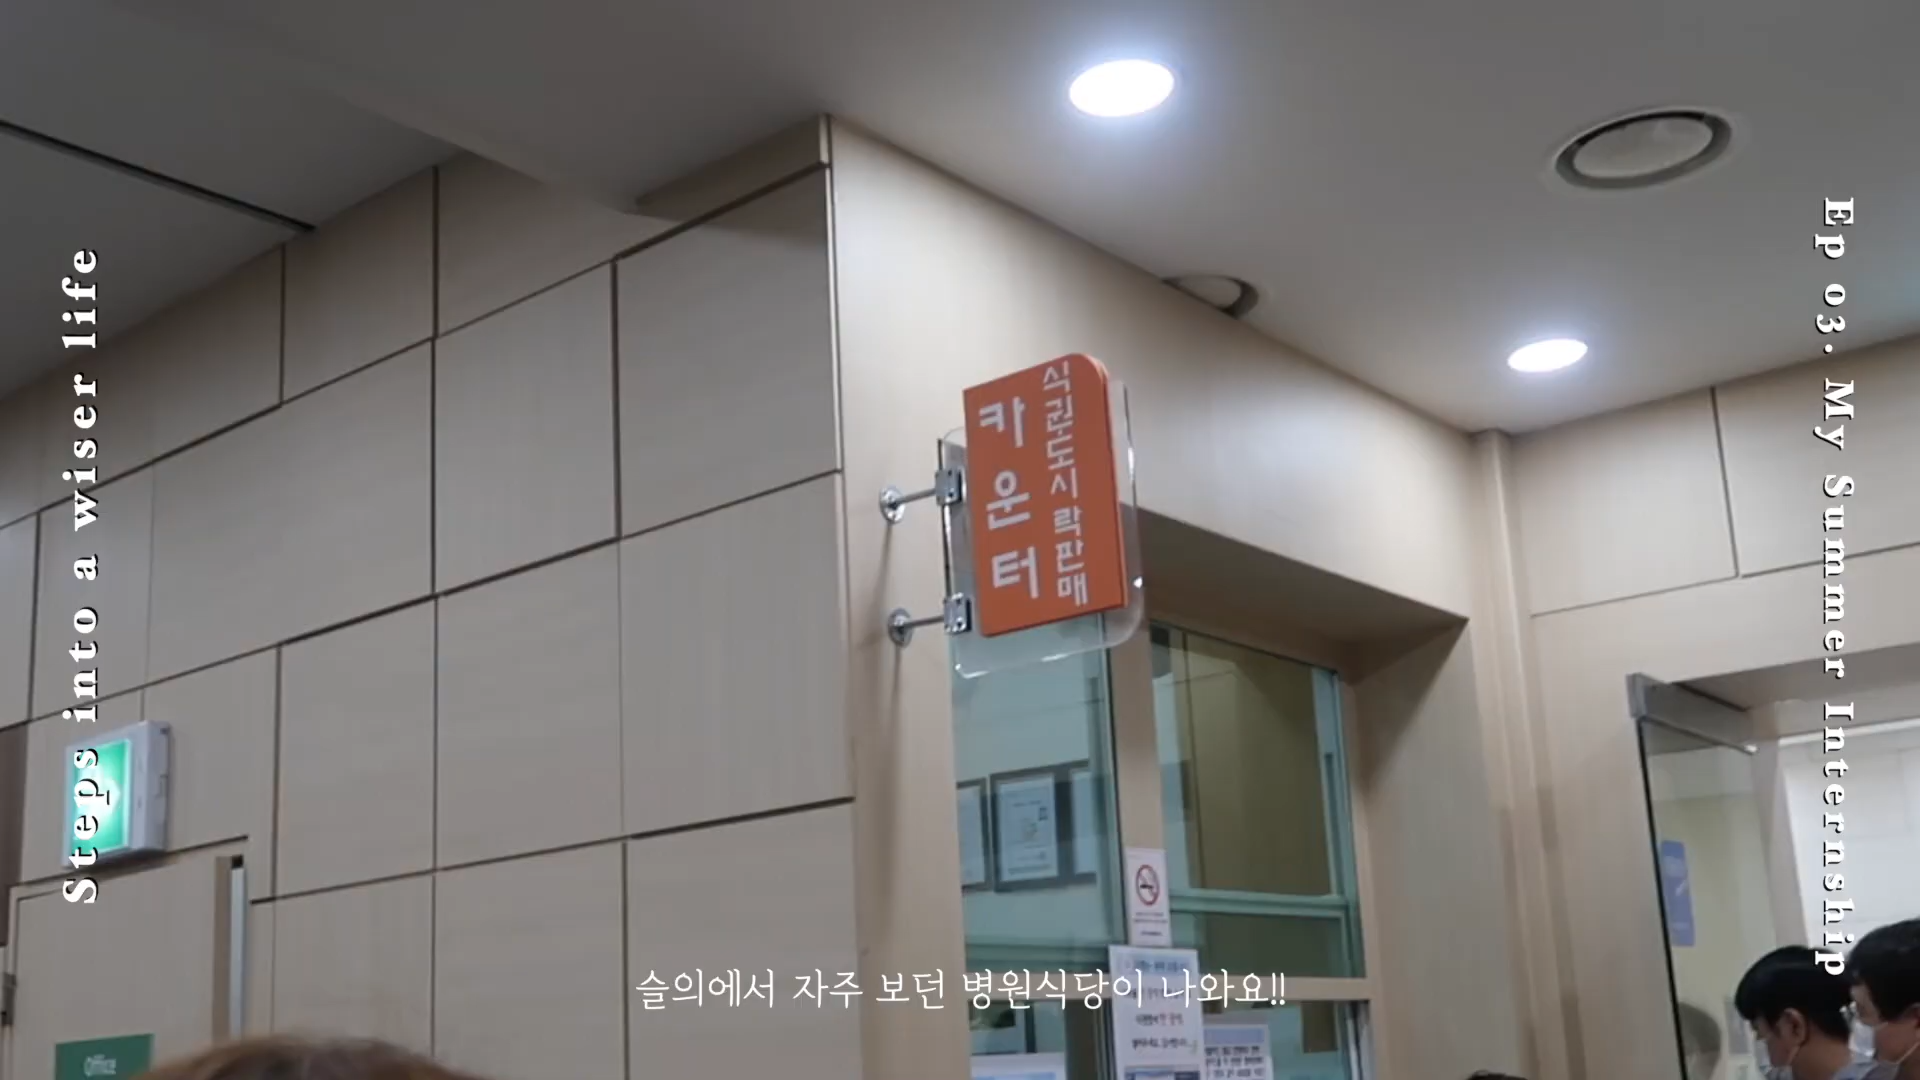 Steps into a wiser life
Ep 03. My Summer Internship
식권도시락판매
카운터
Office
슬의에서 자주 보던 병원식당이 나와요!!